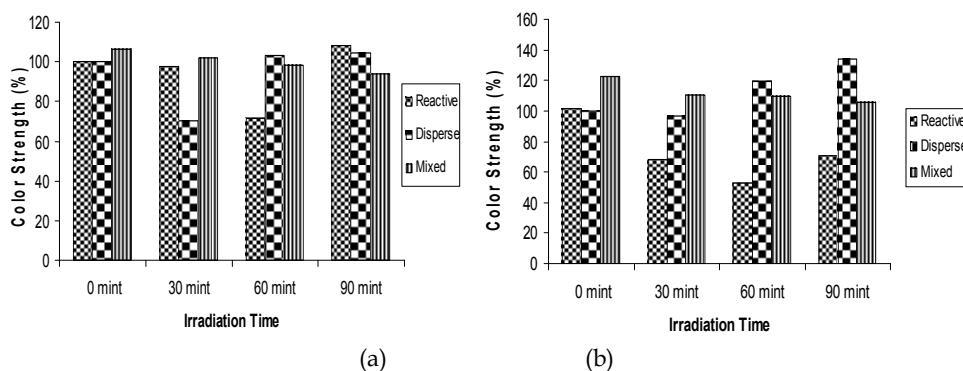 120
100
80
60
40
20
0
Color Strength (%)
0 mint 30 mint 60 mint 90 mint
Irradiation Time
Reactive
Disperse
Mixed
(a)
160
140
120
100
80
60
40
20
0
Color Strength (%)
0 mint 30 mint 60 mint 90 mint
Irradiation Time
Reactive
Disperse
Mixed
(b)